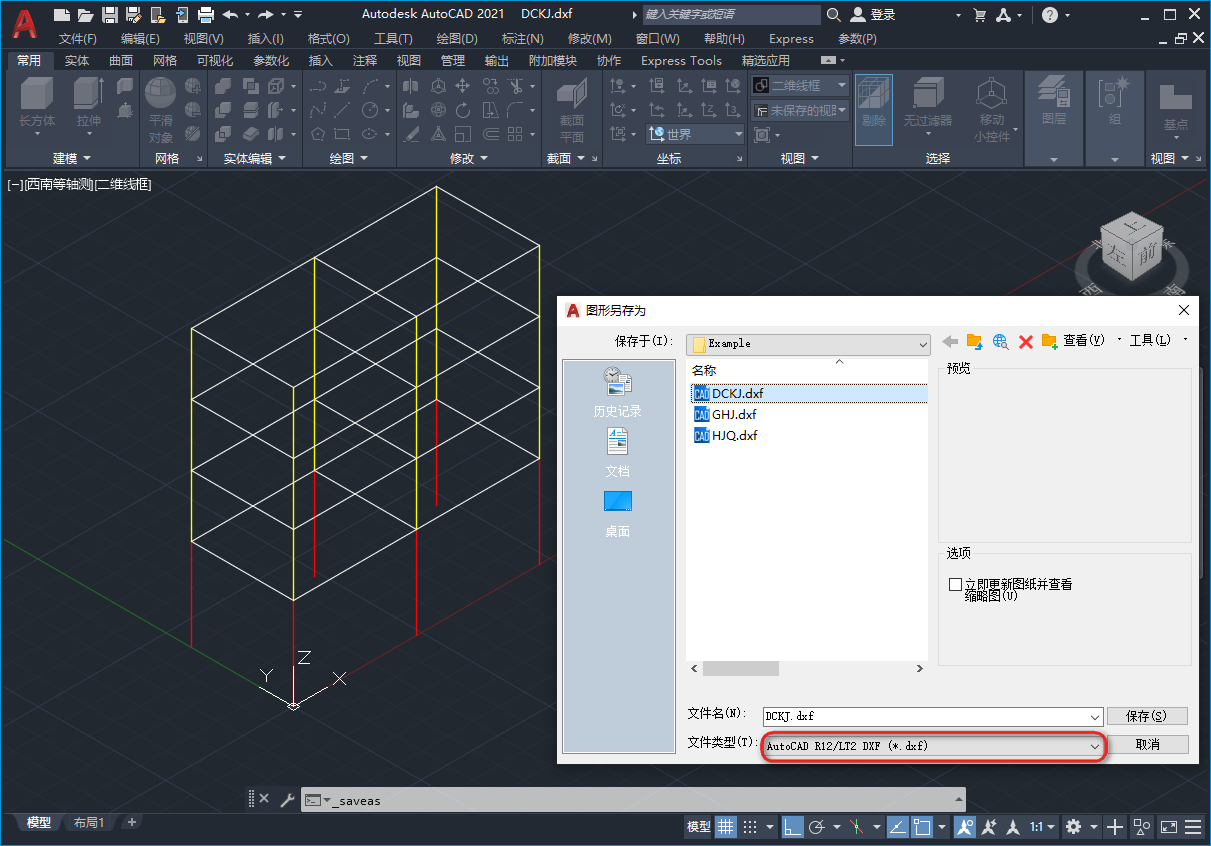 Autodesk AutoCAD 2021 DCKJ.dxf
键入关键字或短语
登录
文件(F) 编辑(E) 视图(V) 插入(I) 格式(O) 工具(T) 绘图(D) 标注(N) 修改(M) 窗口(W) 帮助(H) Express 参数(P)
常用 实体 曲面 网格 可视化 参数化 插入 注释 视图 管理 输出 附加模块 协作 Express Tools 精选应用
长方体
拉伸
平滑
对象
截面
平面
世界
二维线框
未保存的视图
剔除
无过滤器
移动
小控件
图层
组
基点
建模 网格 实体编辑 绘图 修改 截面 坐标 视图 选择 视图
[−][西南等轴测][二维线框]
上
左
前
北
东
西
南
Z
Y
X
图形另存为
保存于(I):
Example
查看(V)
工具(L)
名称
DCKJ.dxf
GHJ.dxf
HJQ.dxf
历史记录
文档
桌面
预览
选项
立即更新图纸并查看
缩略图(U)
文件名(N):
DCKJ.dxf
保存(S)
文件类型(T):
AutoCAD R12/LT2 DXF (*.dxf)
取消
_saveas
模型 布局1 +
模型
1:1